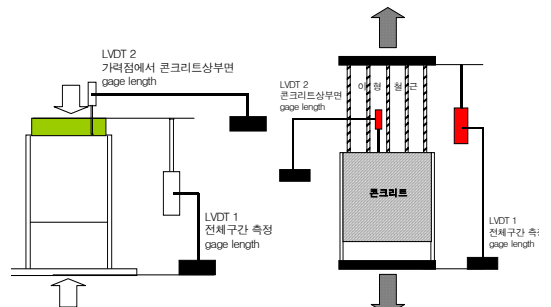 LVDT 2
가력점에서 콘크리트상부면
gage length
LVDT 1
전체구간 측정
gage length
LVDT 2
콘크리트상부면
gage length
이 형 철 근
콘크리트
LVDT 1
전체구간 측정
gage length